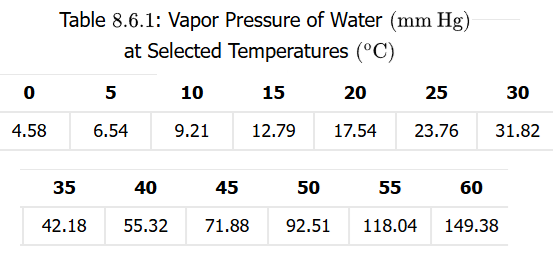 Table 8.6.1: Vapor Pressure of Water (mm Hg)
at Selected Temperatures (°C)
0 5 10 15 20 25 30
4.58 6.54 9.21 12.79 17.54 23.76 31.82
35 40 45 50 55 60
42.18 55.32 71.88 92.51 118.04 149.38